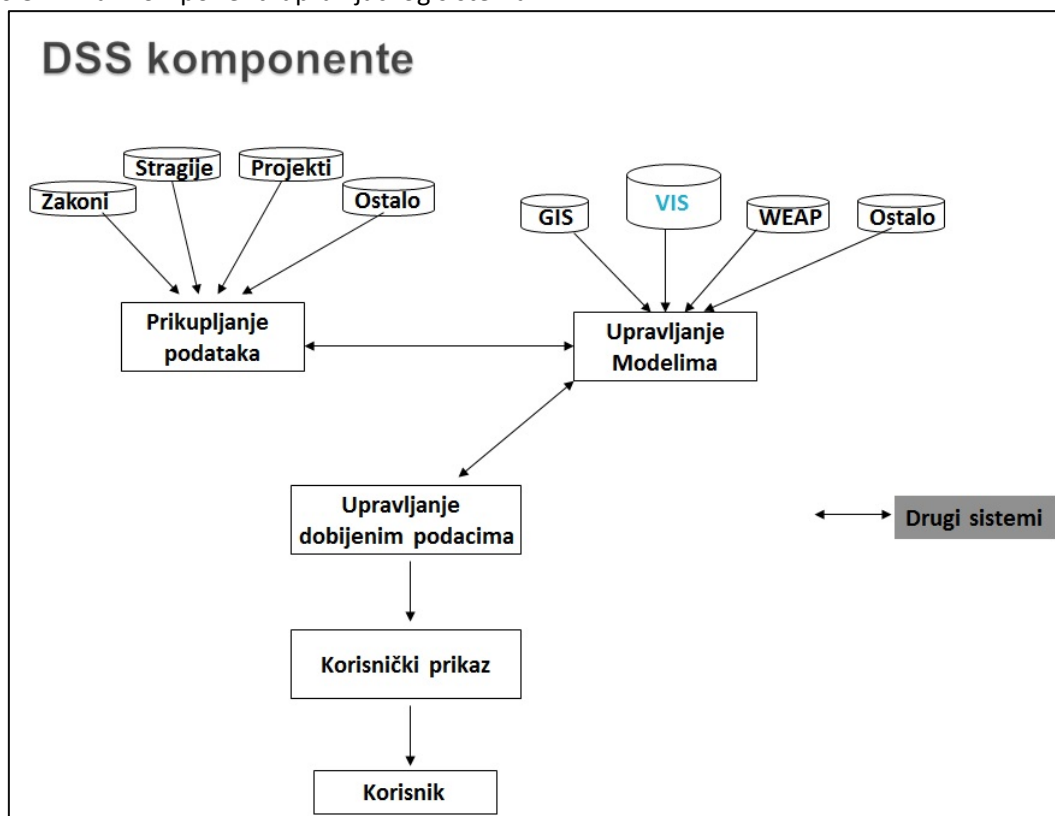 DSS komponente
Stragije
Projekti
Zakoni
Ostalo
GIS
VIS
WEAP
Ostalo
Prikupljanje
podataka
Upravljanje
Modelima
Upravljanje
dobijenim podacima
Drugi sistemi
Korisnički prikaz
Korisnik